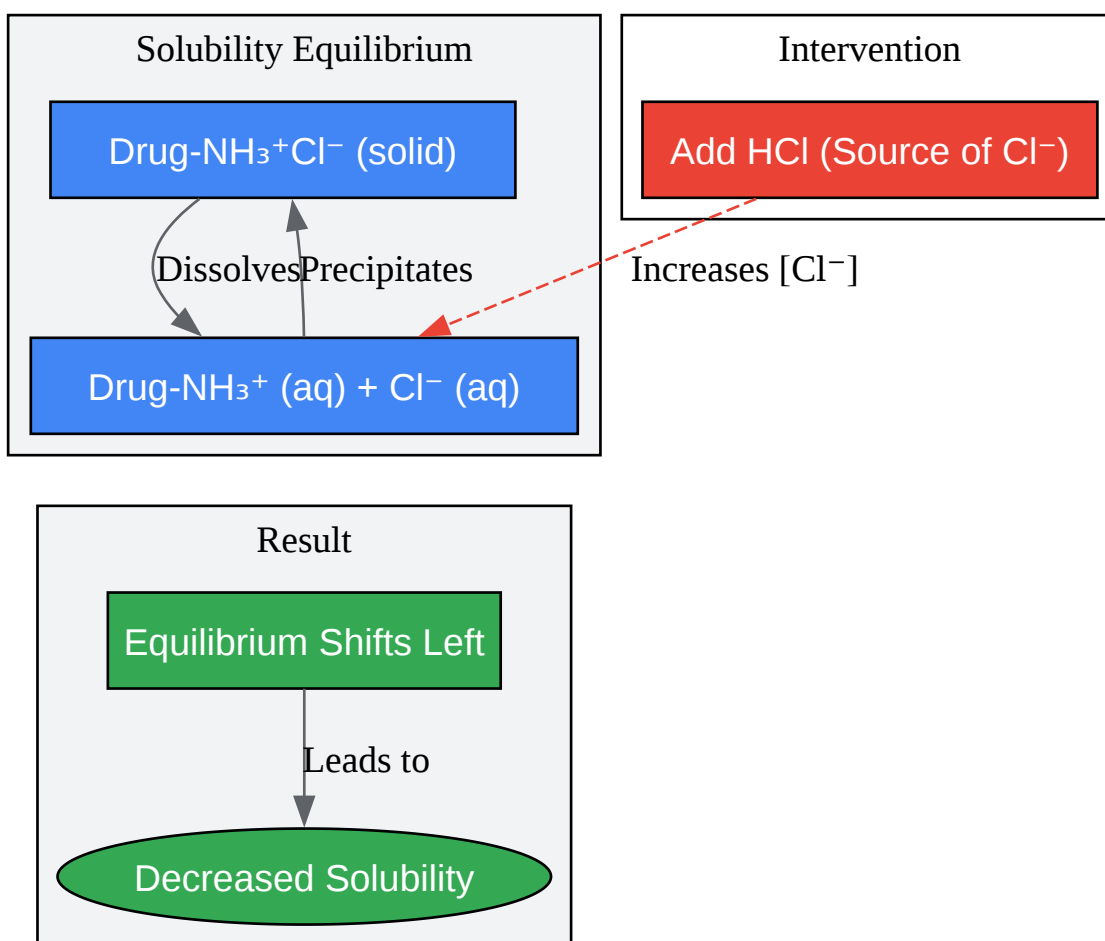 Solubility Equilibrium
Drug-NH₃⁺Cl⁻ (solid)
Dissolves
Precipitates
Drug-NH₃⁺ (aq) + Cl⁻ (aq)
Intervention
Add HCl (Source of Cl⁻)
Increases [Cl⁻]
Result
Equilibrium Shifts Left
Leads to
Decreased Solubility